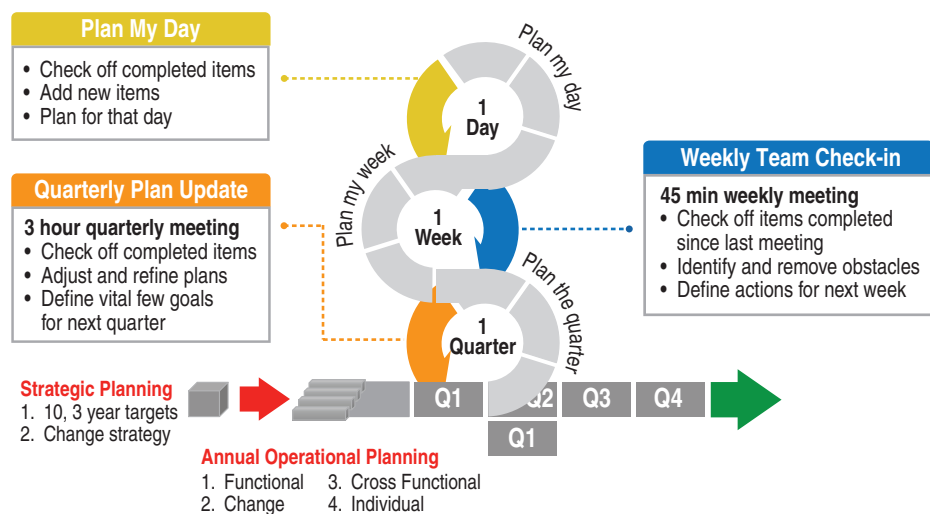 Plan My Day
• Check off completed items
• Add new items
• Plan for that day
Plan my day
1
Day
Plan my week
1
Week
Weekly Team Check-in
45 min weekly meeting
• Check off items completed
since last meeting
• Identify and remove obstacles
• Define actions for next week
Quarterly Plan Update
3 hour quarterly meeting
• Check off completed items
• Adjust and refine plans
• Define vital few goals
for next quarter
Plan the quarter
1
Quarter
Strategic Planning
1. 10, 3 year targets
2. Change strategy
Q1
Q2
Q3
Q4
Q1
Annual Operational Planning
1. Functional
2. Change
3. Cross Functional
4. Individual